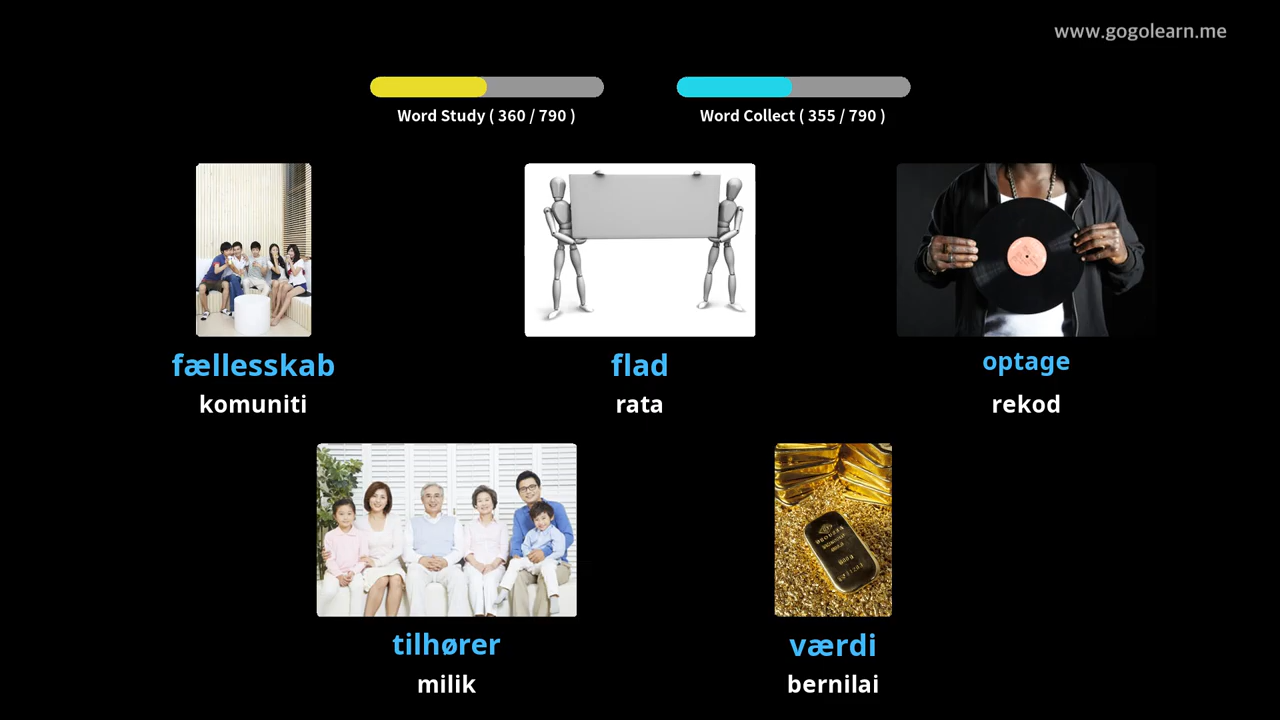 www.gogolearn.me
Word Study ( 360 / 790 )
Word Collect ( 355 / 790 )
fællesskab
komuniti
flad
rata
optage
rekod
tilhører
milik
værdi
bernilai